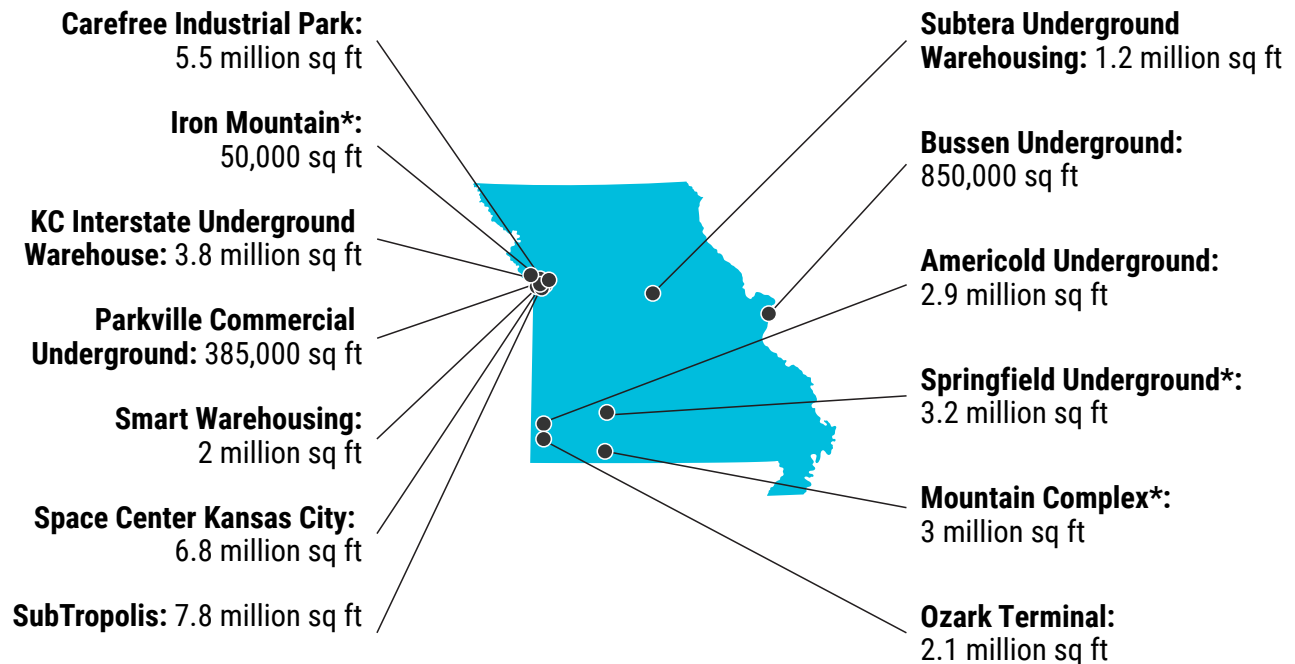 Carefree Industrial Park:
5.5 million sq ft
Iron Mountain*:
50,000 sq ft
KC Interstate Underground
Warehouse: 3.8 million sq ft
Parkville Commercial
Underground: 385,000 sq ft
Smart Warehousing:
2 million sq ft
Space Center Kansas City:
6.8 million sq ft
SubTropolis: 7.8 million sq ft
Subtera Underground
Warehousing: 1.2 million sq ft
Bussen Underground:
850,000 sq ft
Americold Underground:
2.9 million sq ft
Springfield Underground*:
3.2 million sq ft
Mountain Complex*:
3 million sq ft
Ozark Terminal:
2.1 million sq ft